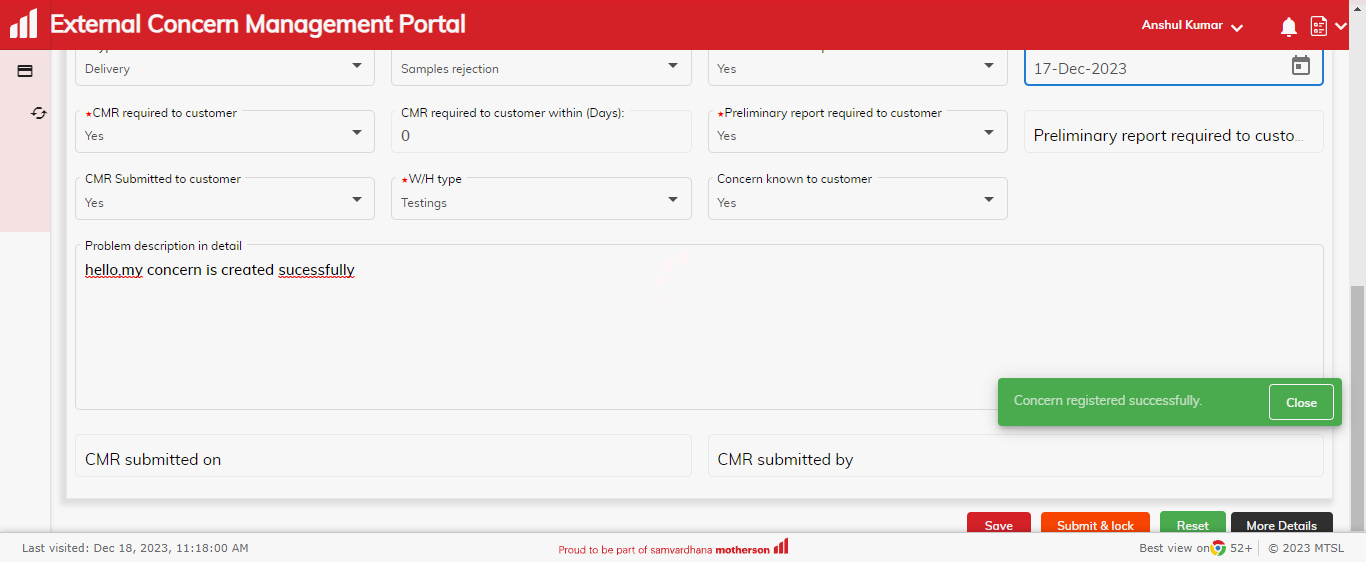 External Concern Management Portal
Anshul Kumar
Delivery
Samples rejection
Yes
17-Dec-2023
★CMR required to customer
Yes
CMR required to customer within (Days):
0
★Preliminary report required to customer
Yes
Preliminary report required to custo...
CMR Submitted to customer
Yes
★W/H type
Testings
Concern known to customer
Yes
Problem description in detail
hello,my concern is created sucessfully
Concern registered successfully.
Close
CMR submitted on
CMR submitted by
Save
Submit & lock
Reset
More Details
Last visited: Dec 18, 2023, 11:18:00 AM
Proud to be part of samvardhana motherson
Best view on 52+ | © 2023 MTSL